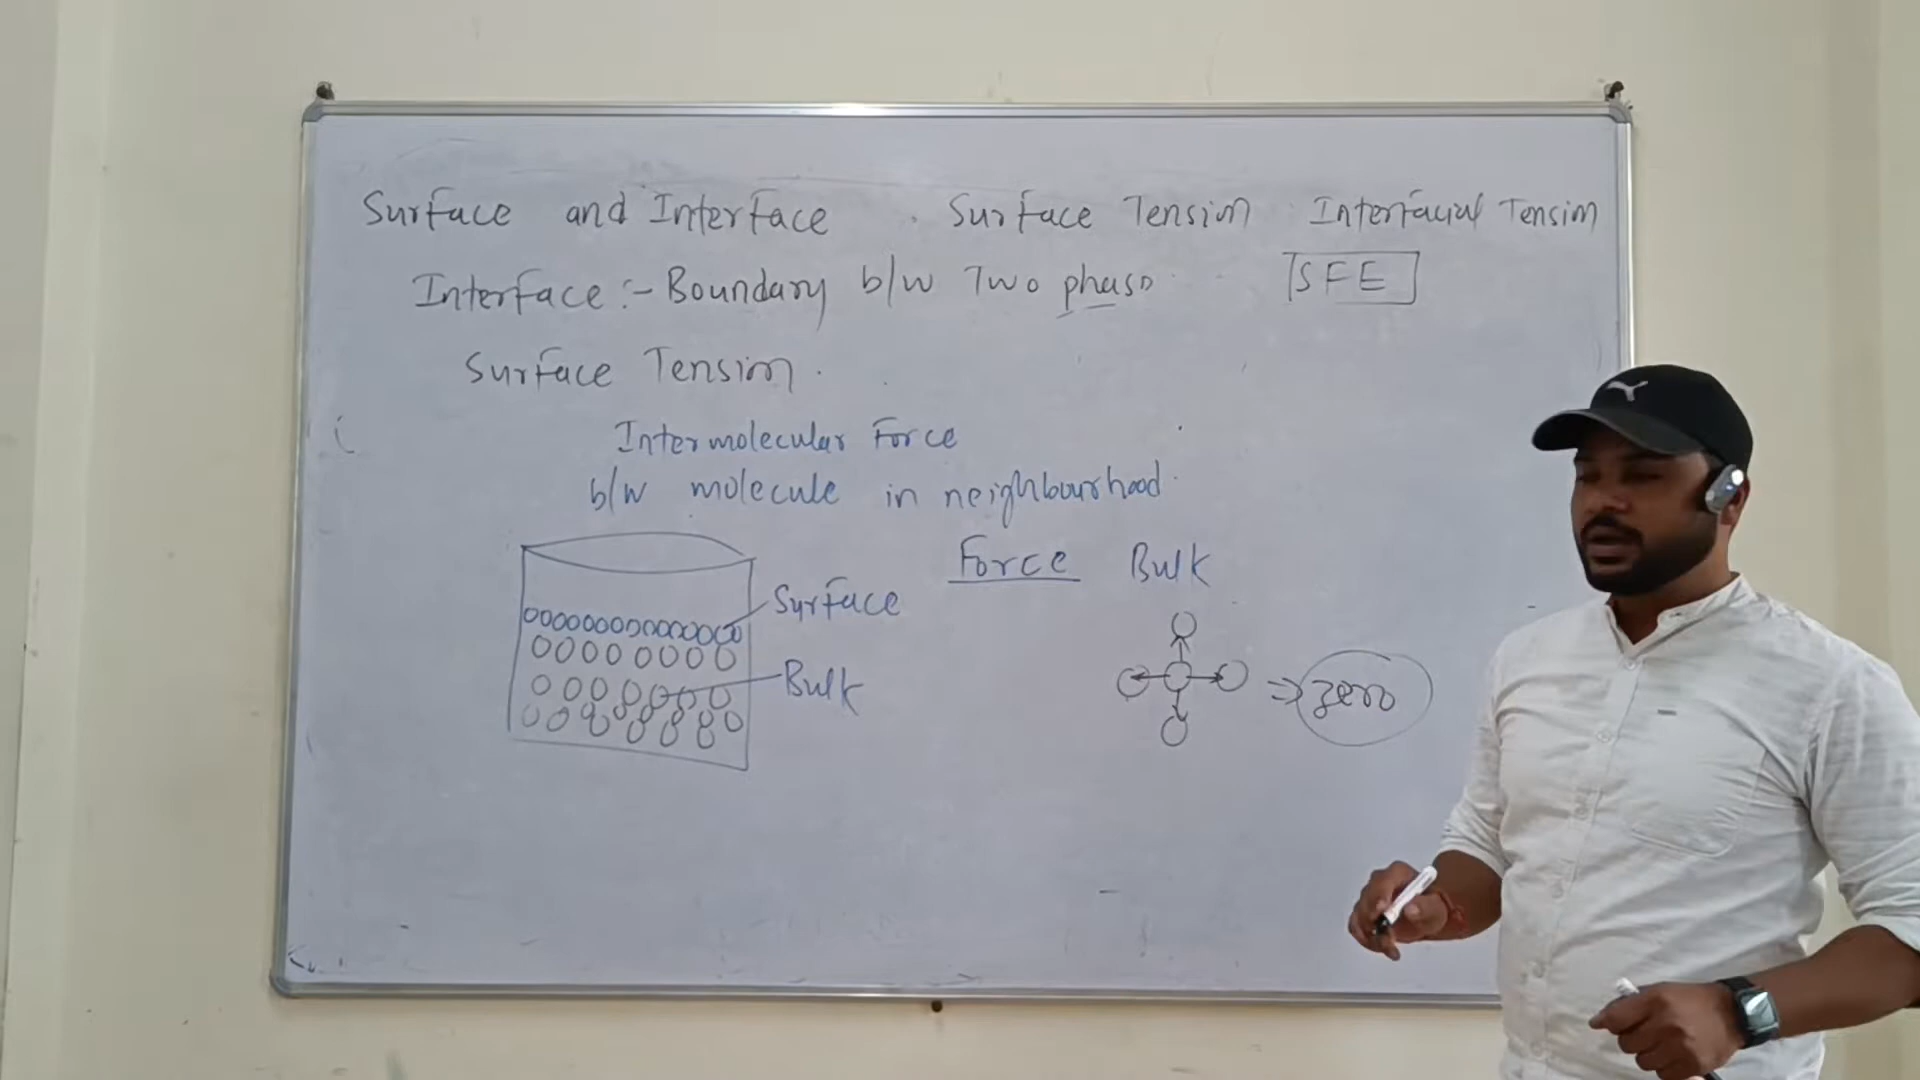 Surface and Interface . Surface Tension Interfacial Tension
Interface :- Boundary b/w Two phases
SFE
Surface Tension .
Intermolecular Force
b/w molecule in neighbourhood
Force Bulk
Surface
Bulk
=> Zero